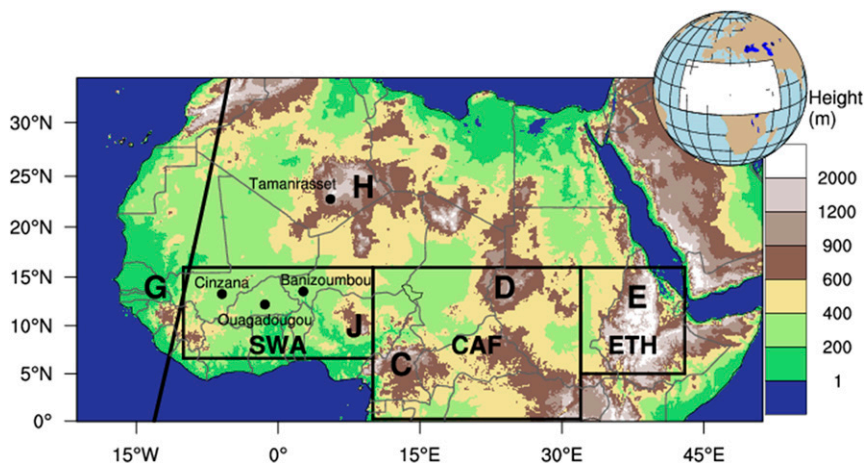 Height
(m)
30°N
25°N
20°N
15°N
10°N
5°N
0°
Tamanrasset
H
G
Cinzana
Banizoumbou
Ouagadougou
J
SWA
D
C
CAF
E
ETH
2000
1200
900
600
400
200
1
15°W
0°
15°E
30°E
45°E